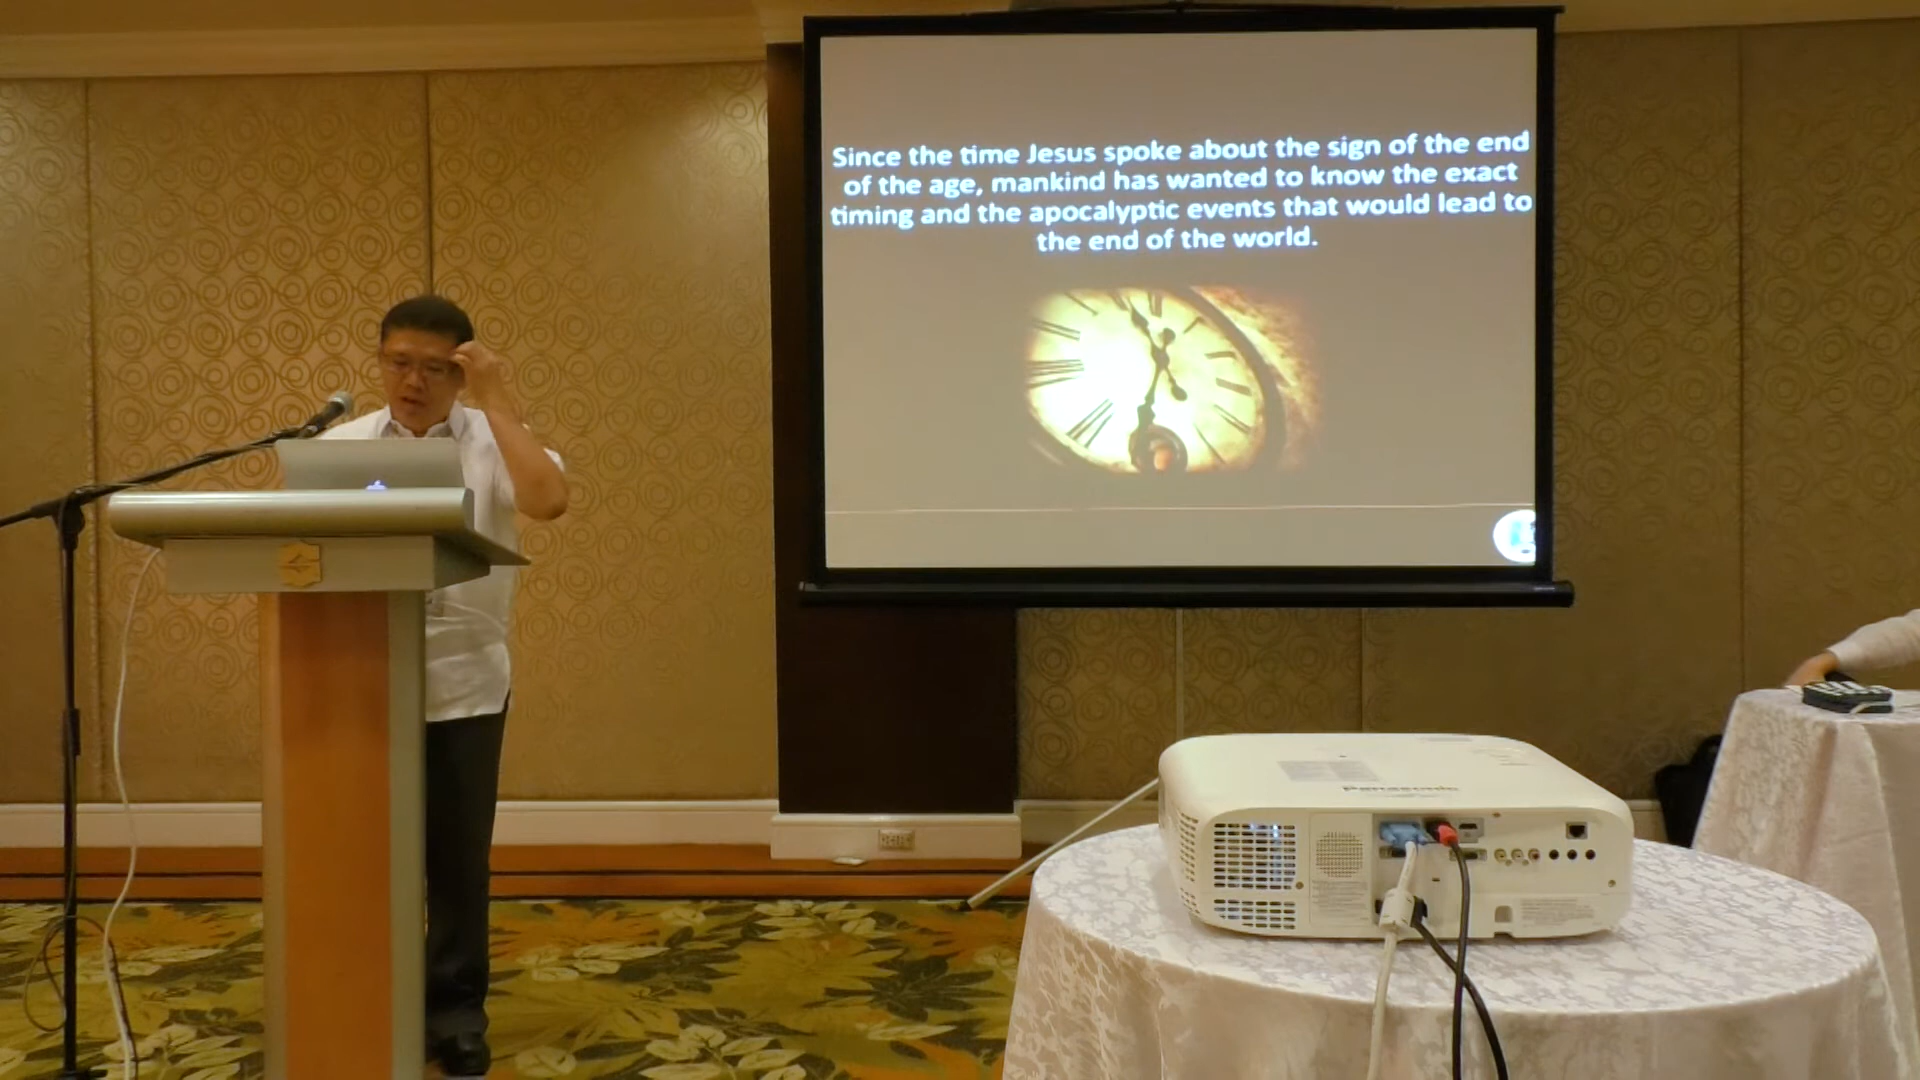 Since the time Jesus spoke about the sign of the end
of the age, mankind has wanted to know the exact
timing and the apocalyptic events that would lead to
the end of the world.
Panasonic